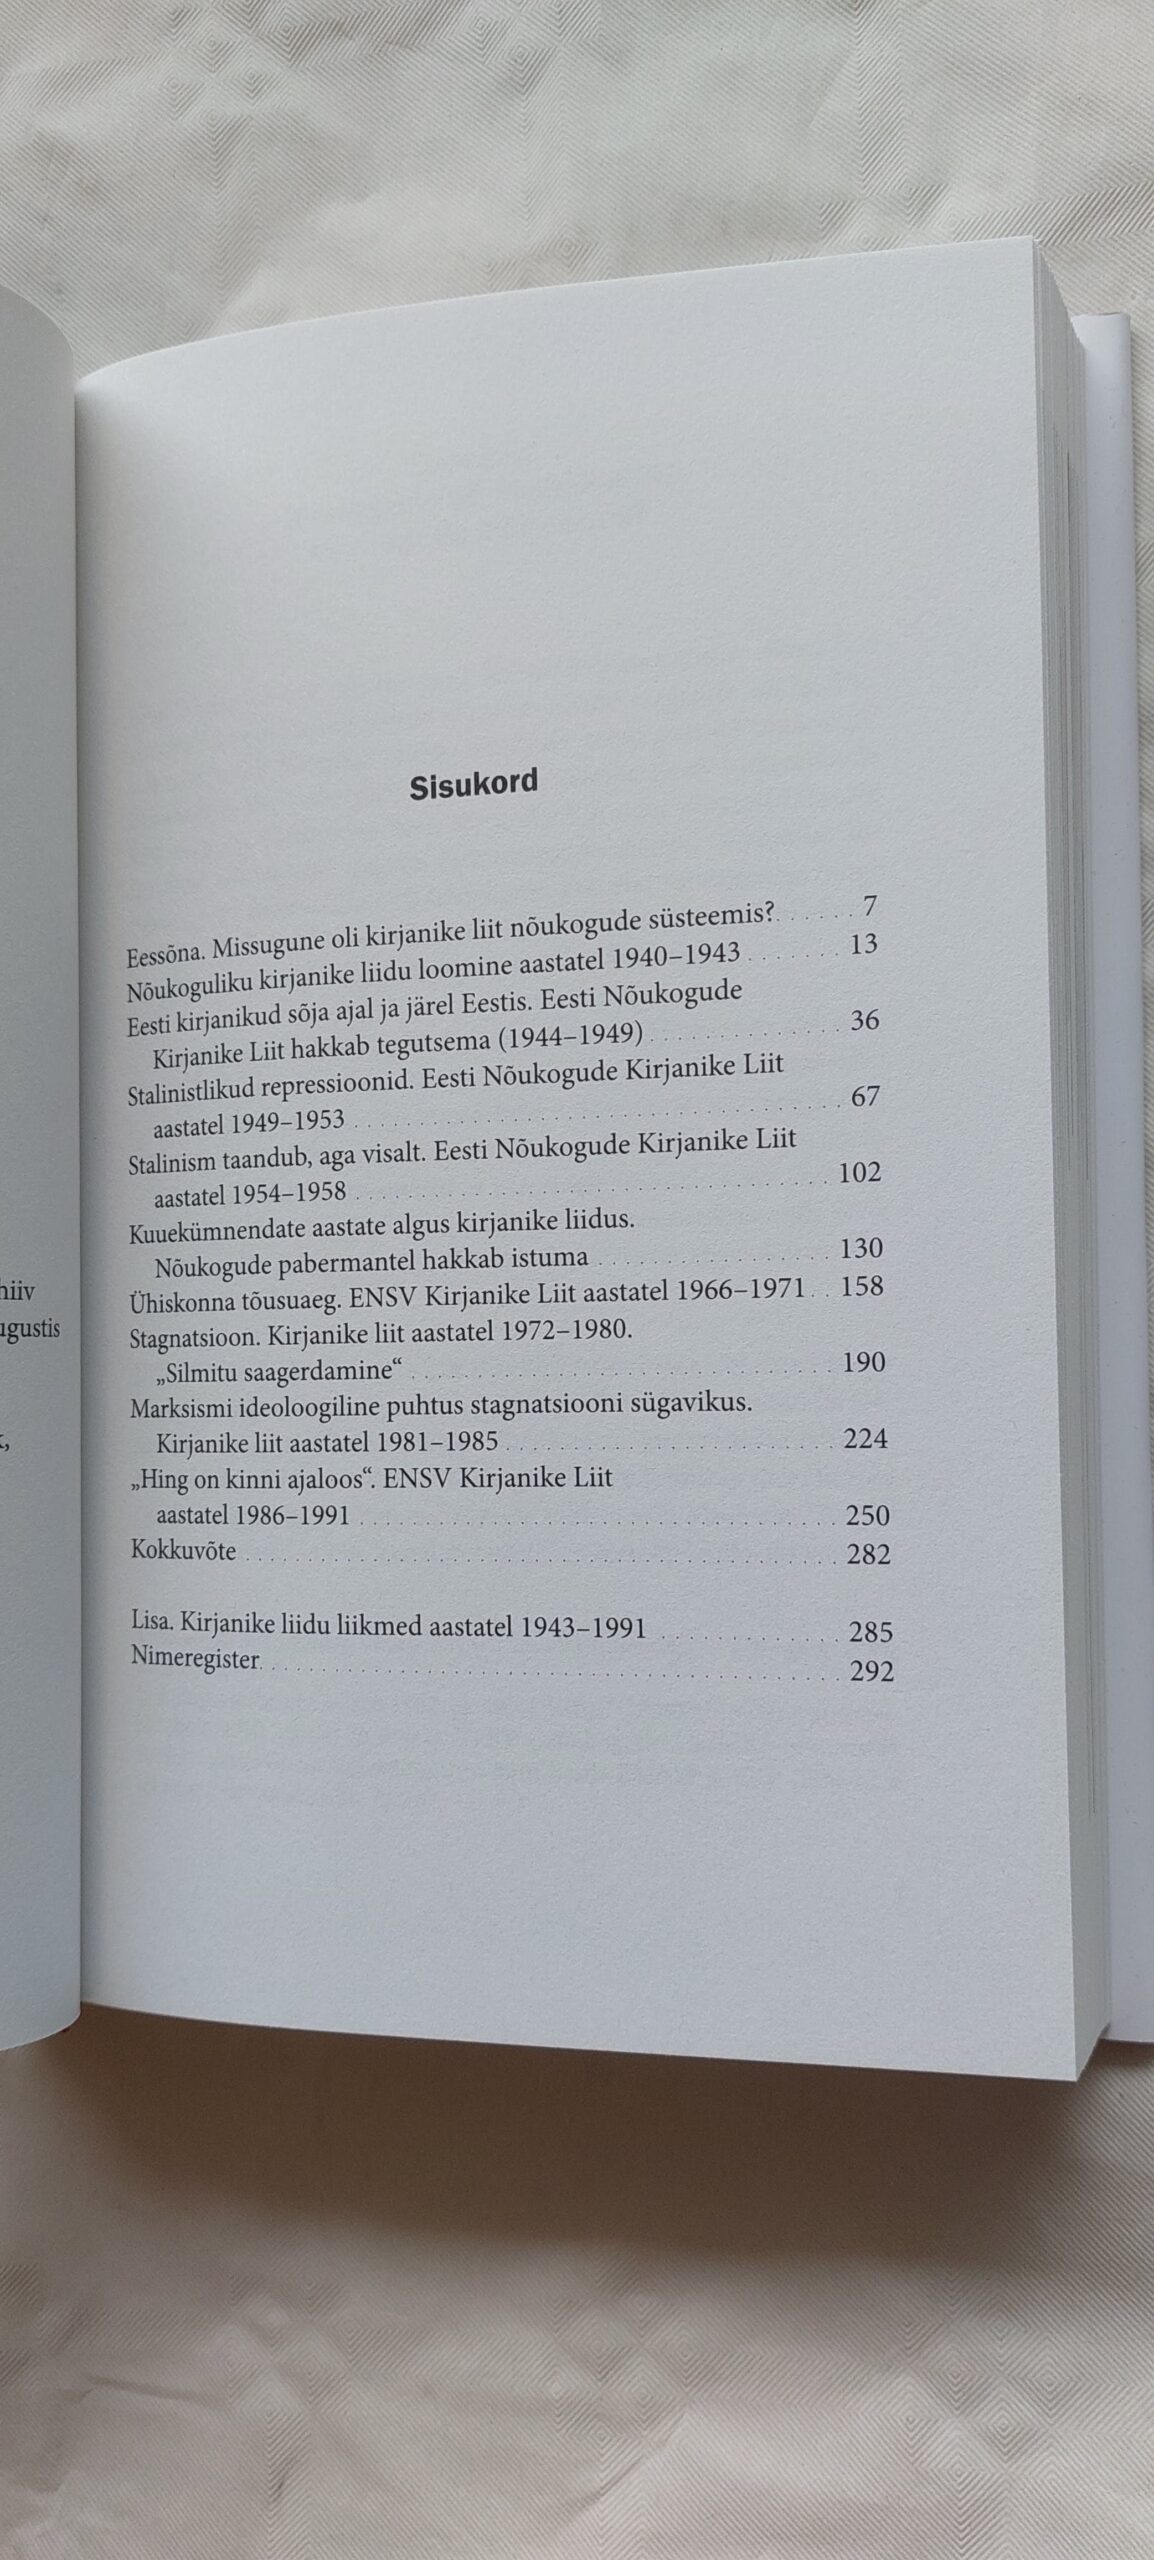 hiiv
ugustis
Sisukord
Eessõna. Missugune oli kirjanike liit nõukogude süsteemis? . . . . . . 7
Nõukoguliku kirjanike liidu loomine aastatel 1940–1943 . . . . . . . 13
Eesti kirjanikud sõja ajal ja järel Eestis. Eesti Nõukogude
Kirjanike Liit hakkab tegutsema (1944–1949) . . . . . . . . . . . . . . 36
Stalinistlikud repressioonid. Eesti Nõukogude Kirjanike Liit
aastatel 1949–1953 . . . . . . . . . . . . . . . . . . . . . . . . . . . . . . . . . . . 67
Stalinism taandub, aga visalt. Eesti Nõukogude Kirjanike Liit
aastatel 1954–1958 . . . . . . . . . . . . . . . . . . . . . . . . . . . . . . . . . . 102
Kuuekümnendate aastate algus kirjanike liidus.
Nõukogude pabermantel hakkab istuma . . . . . . . . . . . . . . . . . 130
Ühiskonna tõusuaeg. ENSV Kirjanike Liit aastatel 1966–1971 . . 158
Stagnatsioon. Kirjanike liit aastatel 1972–1980.
„Silmitu saagerdamine“ . . . . . . . . . . . . . . . . . . . . . . . . . . . . . . 190
Marksismi ideoloogiline puhtus stagnatsiooni sügavikus.
Kirjanike liit aastatel 1981–1985 . . . . . . . . . . . . . . . . . . . . . . . . 224
„Hing on kinni ajaloos“. ENSV Kirjanike Liit
aastatel 1986–1991 . . . . . . . . . . . . . . . . . . . . . . . . . . . . . . . . . . 250
Kokkuvõte . . . . . . . . . . . . . . . . . . . . . . . . . . . . . . . . . . . . . . . . . . 282
Lisa. Kirjanike liidu liikmed aastatel 1943–1991 . . . . . . . . . . . . . 285
Nimeregister . . . . . . . . . . . . . . . . . . . . . . . . . . . . . . . . . . . . . . . . 292